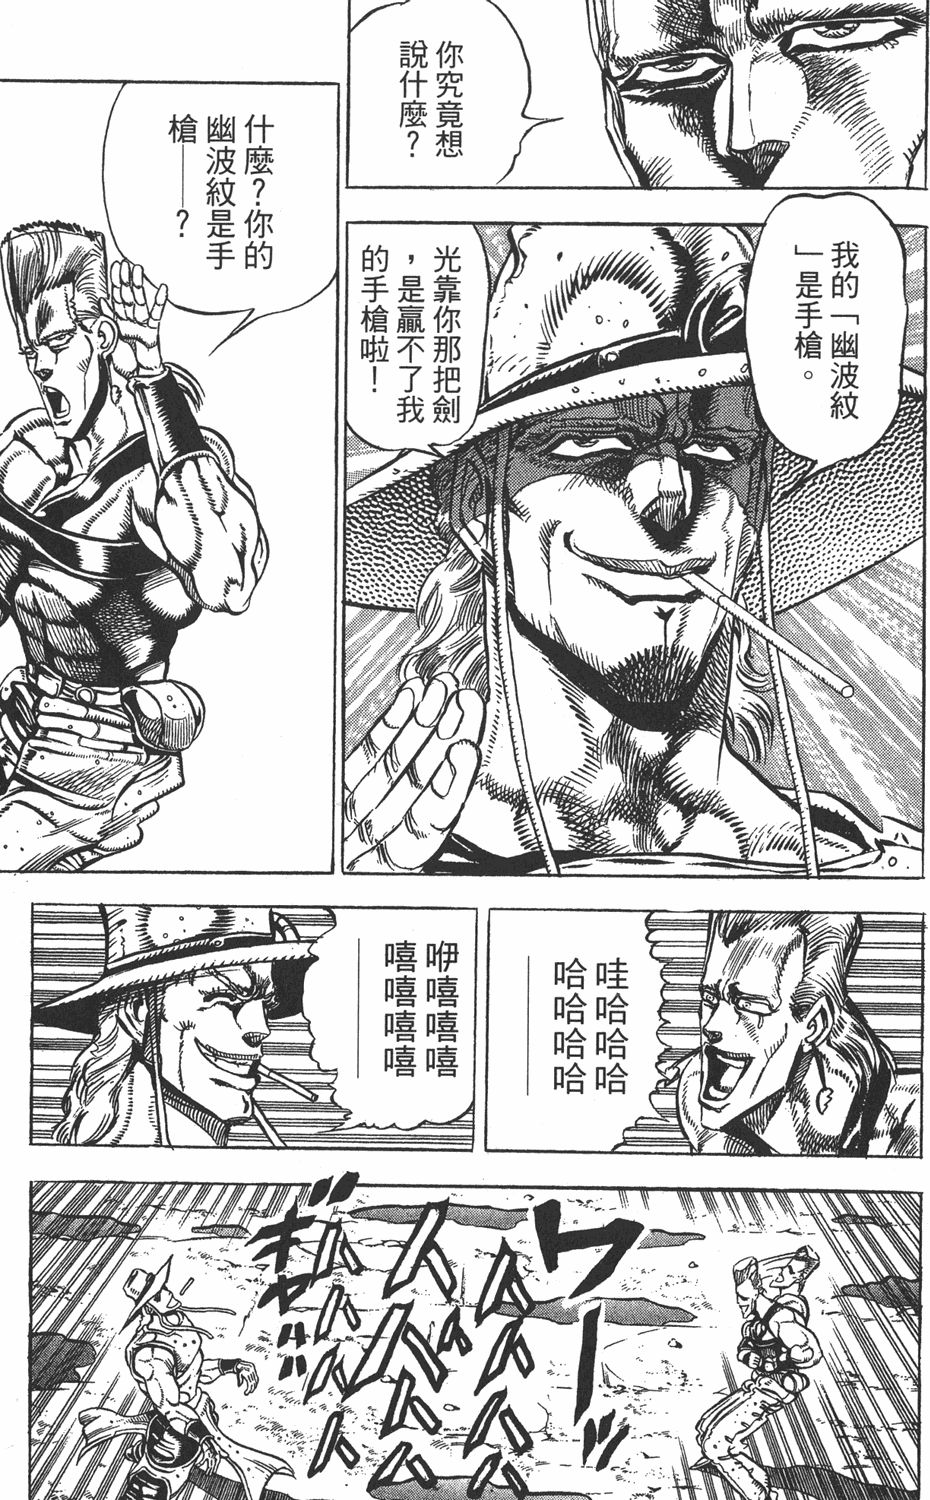 你究竟想
說什麼？
我的「幽波紋
」是手槍。
光靠你那把劍
，是贏不了我
的手槍啦！
什麼？你的
幽波紋是手
槍——？
哇哈哈哈
哈哈哈哈
咿嘻嘻嘻
嘻嘻嘻嘻
ワーッ
ハハハハ
ハハハハ
ギャハハハハ